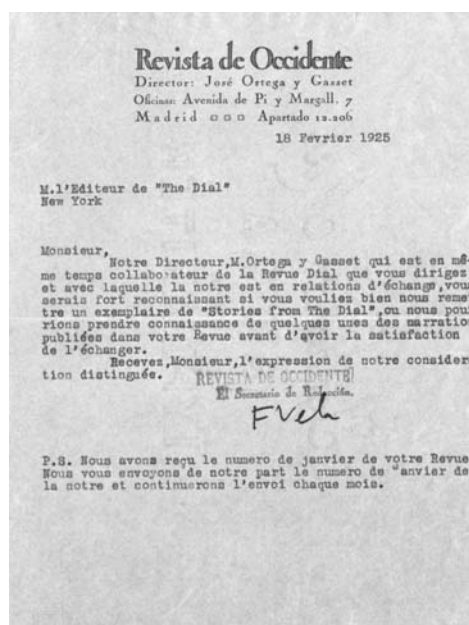 Revista de Occidente
Director: José Ortega y Gasset
Oficinas: Avenida de Pi y Margall, 7
Madrid □□□ Apartado 12.206
18 Fevrier 1925
M.l'Editeur de "The Dial"
New York
Monsieur,
Notre Directeur,M.Ortega y Gasset qui est en mê-
me temps collaborateur de la Revue Dial que vous dirigez
et avec laquelle la notre est en relations d'échange,vous
serais fort reconnaissant si vous vouliez bien nous reme
tre un exemplaire de "Stories from The Dial",ou nous pou
rions prendre connaissance de quelques unes des narratio
publiées dans votre Revue avant d'avoir la satisfaction
de l'échanger.
Recevez,Monsieur,l'expression de notre consider
tion distinguée.
REVISTA DE OCCIDENTE
El Secretario de Redacción.
F Vela
P.S. Nous avons reçu le numero de janvier de votre Revue
Nous vous envoyons de notre part le numero de janvier de
la notre et continuerons l'envoi chaque mois.